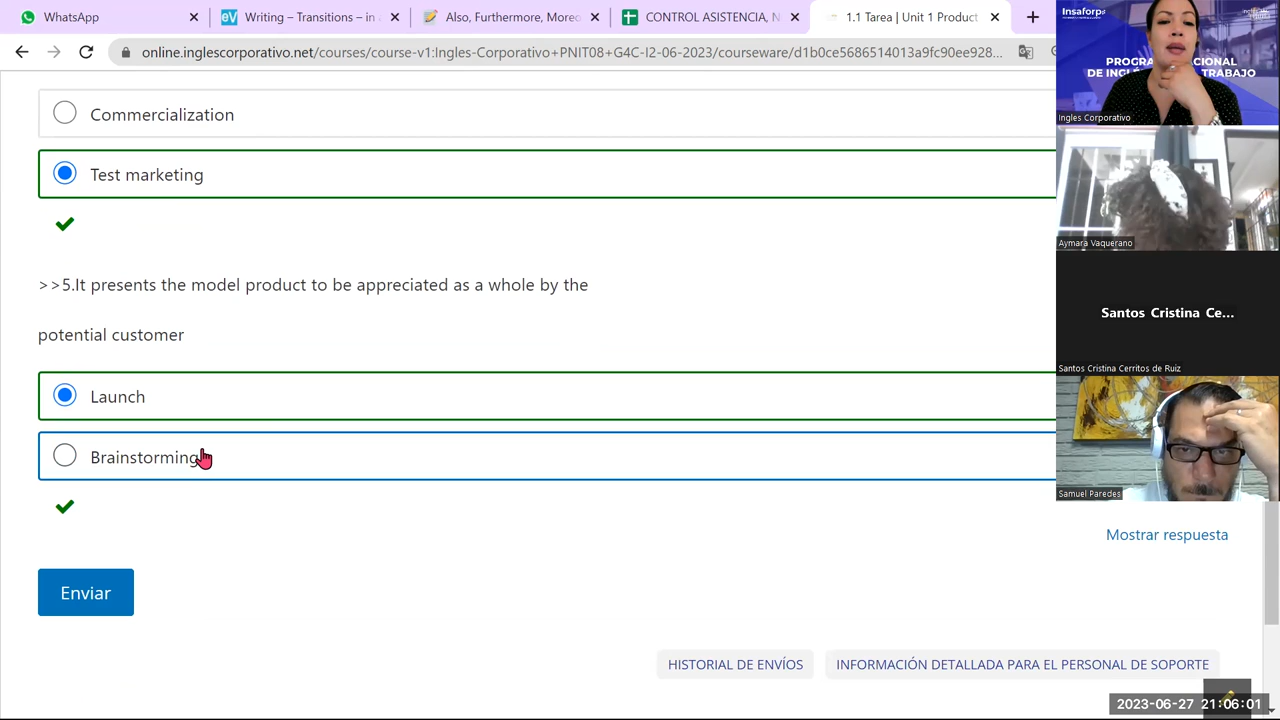 WhatsApp
Writing – Transitions
Also, Furthermor
CONTROL ASISTENCIA, N
1.1 Tarea | Unit 1 Product
online.inglescorporativo.net/courses/course-v1:Ingles-Corporativo+PNIT08+G4C-I2-06-2023/courseware/d1b0ce5686514013a9fc90ee928...
Insaforp
Ingles Corporativo
Commercialization
Test marketing
Aymara Vaquerano
>>5.It presents the model product to be appreciated as a whole by the
potential customer
Santos Cristina Ce...
Santos Cristina Cerritos de Ruiz
Launch
Brainstorming
Samuel Paredes
Mostrar respuesta
Enviar
HISTORIAL DE ENVÍOS
INFORMACIÓN DETALLADA PARA EL PERSONAL DE SOPORTE
2023-06-27 21:06:01